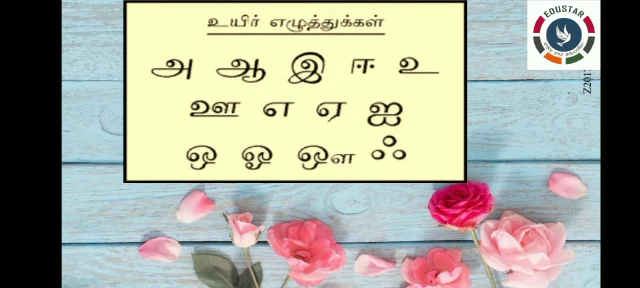 உயிர் எழுத்துக்கள்
அ ஆ இ ஈ உ
ஊ எ ஏ ஐ
ஒ ஓ ஔ ஃ
EDUSTAR